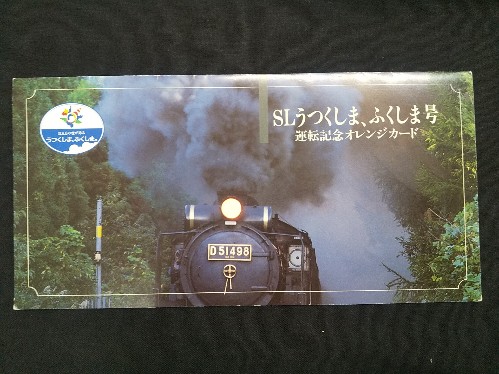 SLうつくしま、ふくしま号
運転記念オレンジカード
うつくしま、ふくしま。
D51498